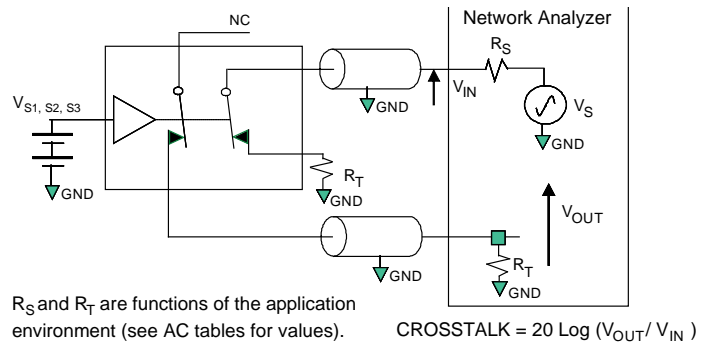 NC
Network Analyzer
R_S
V_IN
GND
V_S
GND
V_S1, S2, S3
GND
R_T
GND
V_OUT
GND
R_T
GND
R_S and R_T are functions of the application
environment (see AC tables for values).
CROSSTALK = 20 Log (V_OUT/ V_IN )